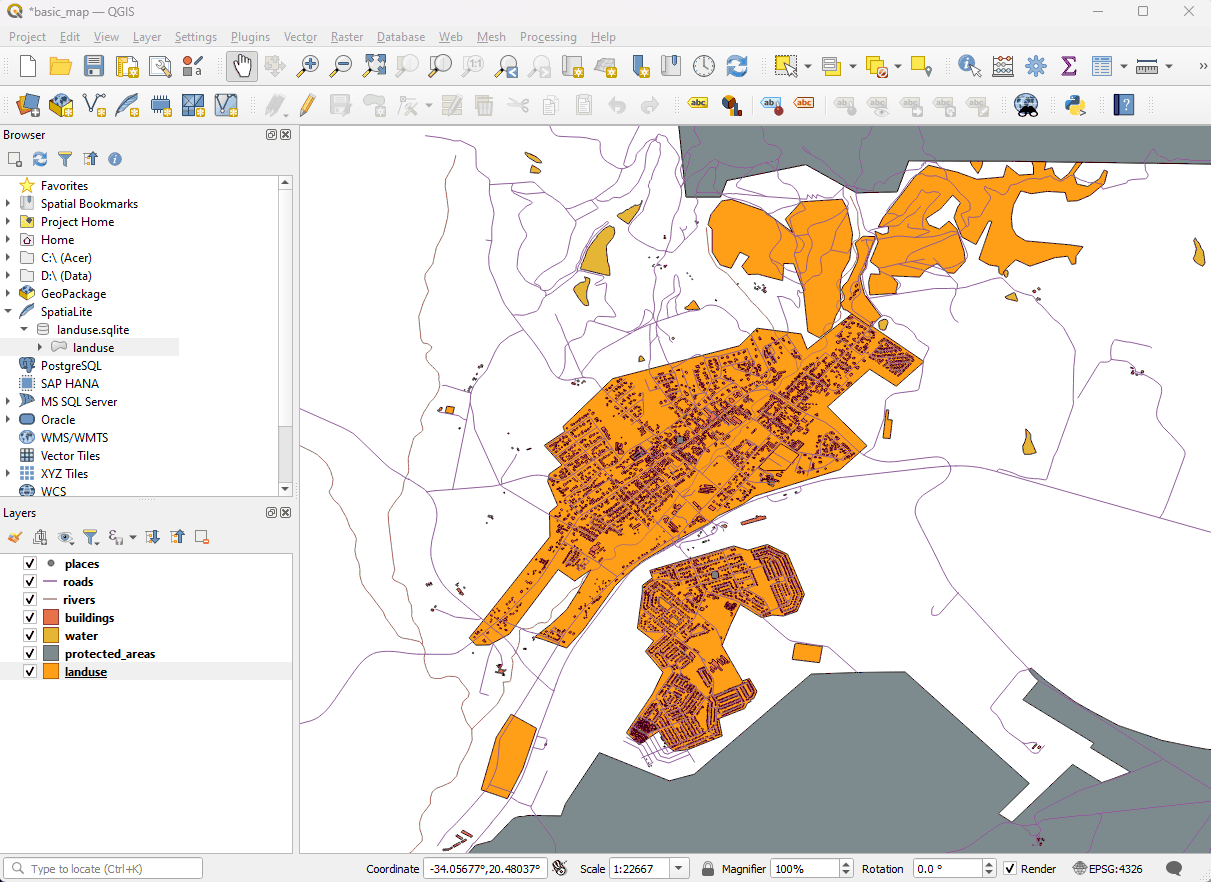 *basic_map — QGIS
Project Edit View Layer Settings Plugins Vector Raster Database Web Mesh Processing Help
Browser
Favorites
Spatial Bookmarks
Project Home
Home
C:\ (Acer)
D:\ (Data)
GeoPackage
SpatiaLite
landuse.sqlite
landuse
PostgreSQL
SAP HANA
MS SQL Server
Oracle
WMS/WMTS
Vector Tiles
XYZ Tiles
WCS
Layers
places
roads
rivers
buildings
water
protected_areas
landuse
Type to locate (Ctrl+K) Coordinate -34.05677°,20.48037° Scale 1:22667 Magnifier 100% Rotation 0.0 ° Render EPSG:4326